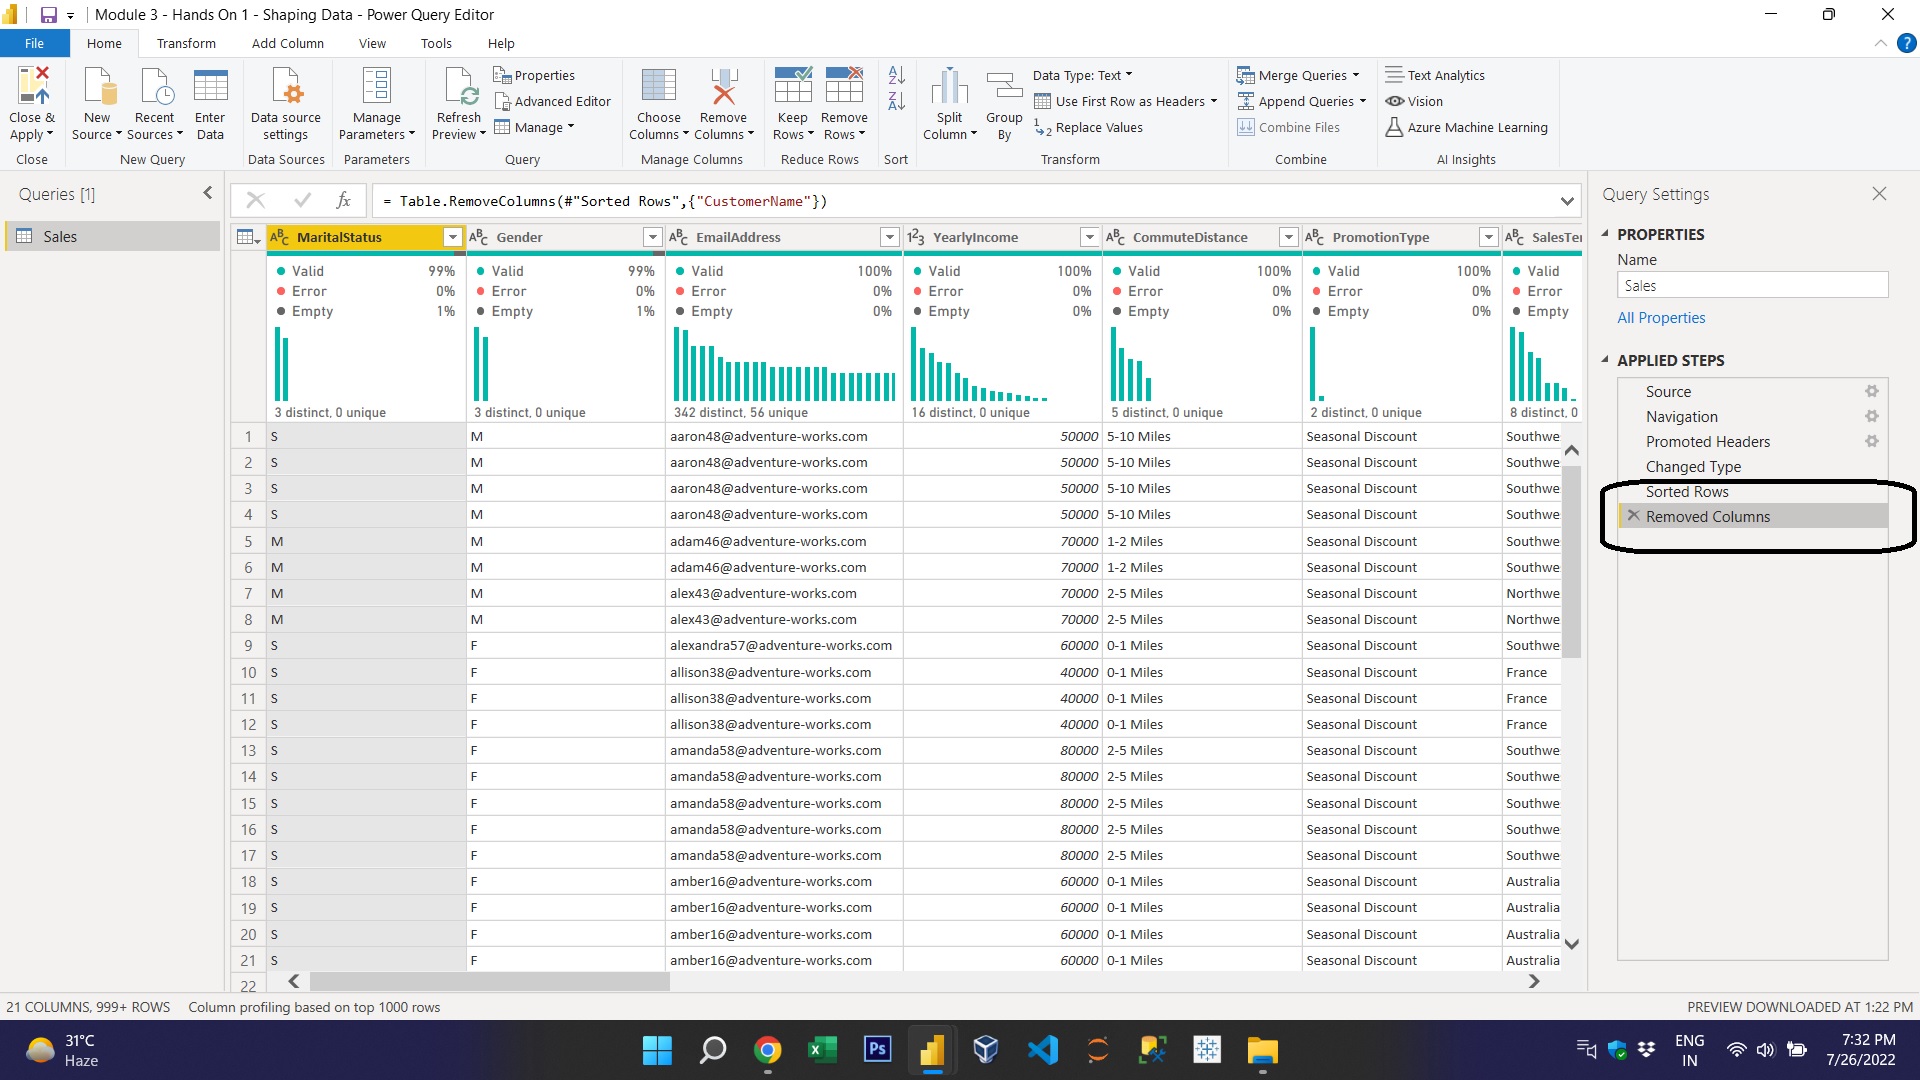 Module 3 - Hands On 1 - Shaping Data - Power Query Editor
File Home Transform Add Column View Tools Help
Close & Apply
Close
New Source
Recent Sources
Enter Data
New Query
Data source settings
Data Sources
Manage Parameters
Parameters
Refresh Preview
Properties
Advanced Editor
Manage
Query
Choose Columns
Remove Columns
Manage Columns
Keep Rows
Remove Rows
Reduce Rows
Sort
Split Column
Group By
Data Type: Text
Use First Row as Headers
Replace Values
Transform
Merge Queries
Append Queries
Combine Files
Combine
Text Analytics
Vision
Azure Machine Learning
AI Insights
Queries [1]
Sales
fx = Table.RemoveColumns(#"Sorted Rows",{"CustomerName"})
MaritalStatus Gender EmailAddress YearlyIncome CommuteDistance PromotionType SalesTer
Valid 99% Valid 99% Valid 100% Valid 100% Valid 100% Valid 100% Valid
Error 0% Error 0% Error 0% Error 0% Error 0% Error 0% Error
Empty 1% Empty 1% Empty 0% Empty 0% Empty 0% Empty 0% Empty
3 distinct, 0 unique 3 distinct, 0 unique 342 distinct, 56 unique 16 distinct, 0 unique 5 distinct, 0 unique 2 distinct, 0 unique 8 distinct, 0
1 S M aaron48@adventure-works.com 50000 5-10 Miles Seasonal Discount Southwe
2 S M aaron48@adventure-works.com 50000 5-10 Miles Seasonal Discount Southwe
3 S M aaron48@adventure-works.com 50000 5-10 Miles Seasonal Discount Southwe
4 S M aaron48@adventure-works.com 50000 5-10 Miles Seasonal Discount Southwe
5 M M adam46@adventure-works.com 70000 1-2 Miles Seasonal Discount Southwe
6 M M adam46@adventure-works.com 70000 1-2 Miles Seasonal Discount Southwe
7 M M alex43@adventure-works.com 70000 2-5 Miles Seasonal Discount Northwe
8 M M alex43@adventure-works.com 70000 2-5 Miles Seasonal Discount Northwe
9 S F alexandra57@adventure-works.com 60000 0-1 Miles Seasonal Discount Southwe
10 S F allison38@adventure-works.com 40000 0-1 Miles Seasonal Discount France
11 S F allison38@adventure-works.com 40000 0-1 Miles Seasonal Discount France
12 S F allison38@adventure-works.com 40000 0-1 Miles Seasonal Discount France
13 S F amanda58@adventure-works.com 80000 2-5 Miles Seasonal Discount Southwe
14 S F amanda58@adventure-works.com 80000 2-5 Miles Seasonal Discount Southwe
15 S F amanda58@adventure-works.com 80000 2-5 Miles Seasonal Discount Southwe
16 S F amanda58@adventure-works.com 80000 2-5 Miles Seasonal Discount Southwe
17 S F amanda58@adventure-works.com 80000 2-5 Miles Seasonal Discount Southwe
18 S F amber16@adventure-works.com 60000 0-1 Miles Seasonal Discount Australia
19 S F amber16@adventure-works.com 60000 0-1 Miles Seasonal Discount Australia
20 S F amber16@adventure-works.com 60000 0-1 Miles Seasonal Discount Australia
21 S F amber16@adventure-works.com 60000 0-1 Miles Seasonal Discount Australia
22
Query Settings
PROPERTIES
Name
Sales
All Properties
APPLIED STEPS
Source
Navigation
Promoted Headers
Changed Type
Sorted Rows
Removed Columns
21 COLUMNS, 999+ ROWS Column profiling based on top 1000 rows PREVIEW DOWNLOADED AT 1:22 PM
31°C
Haze
Ps
ENG
IN
7:32 PM
7/26/2022